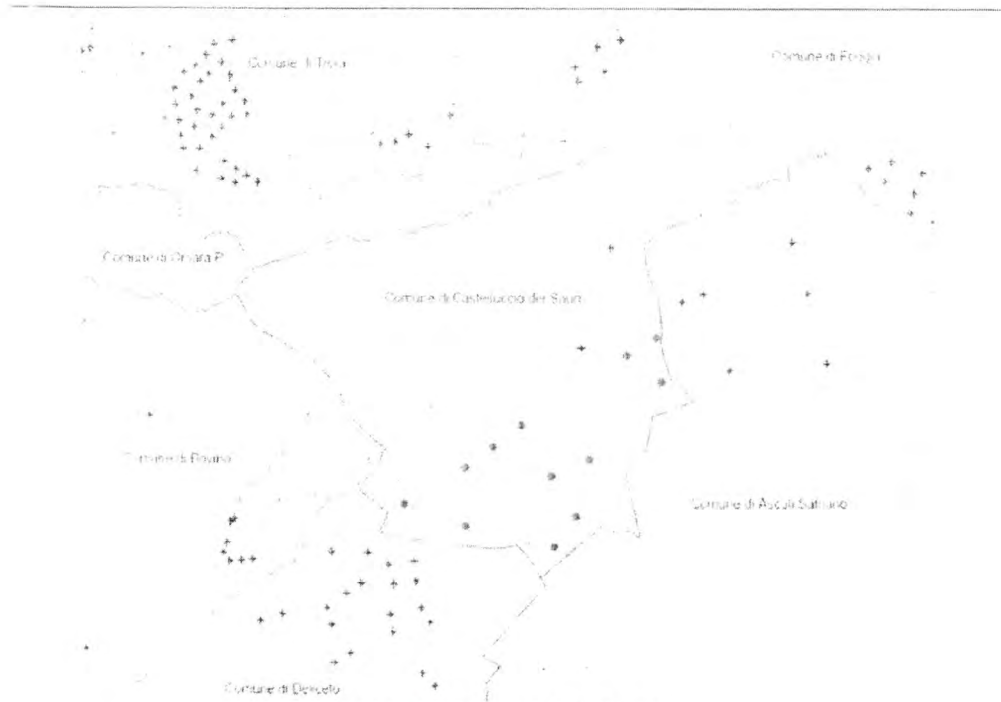 Comune di Troia
Comune di Foggia
Comune di Orsara P.
Comune di Castelluccio dei Sauri
Comune di Bovino
Comune di Ascoli Satriano
Comune di Deliceto